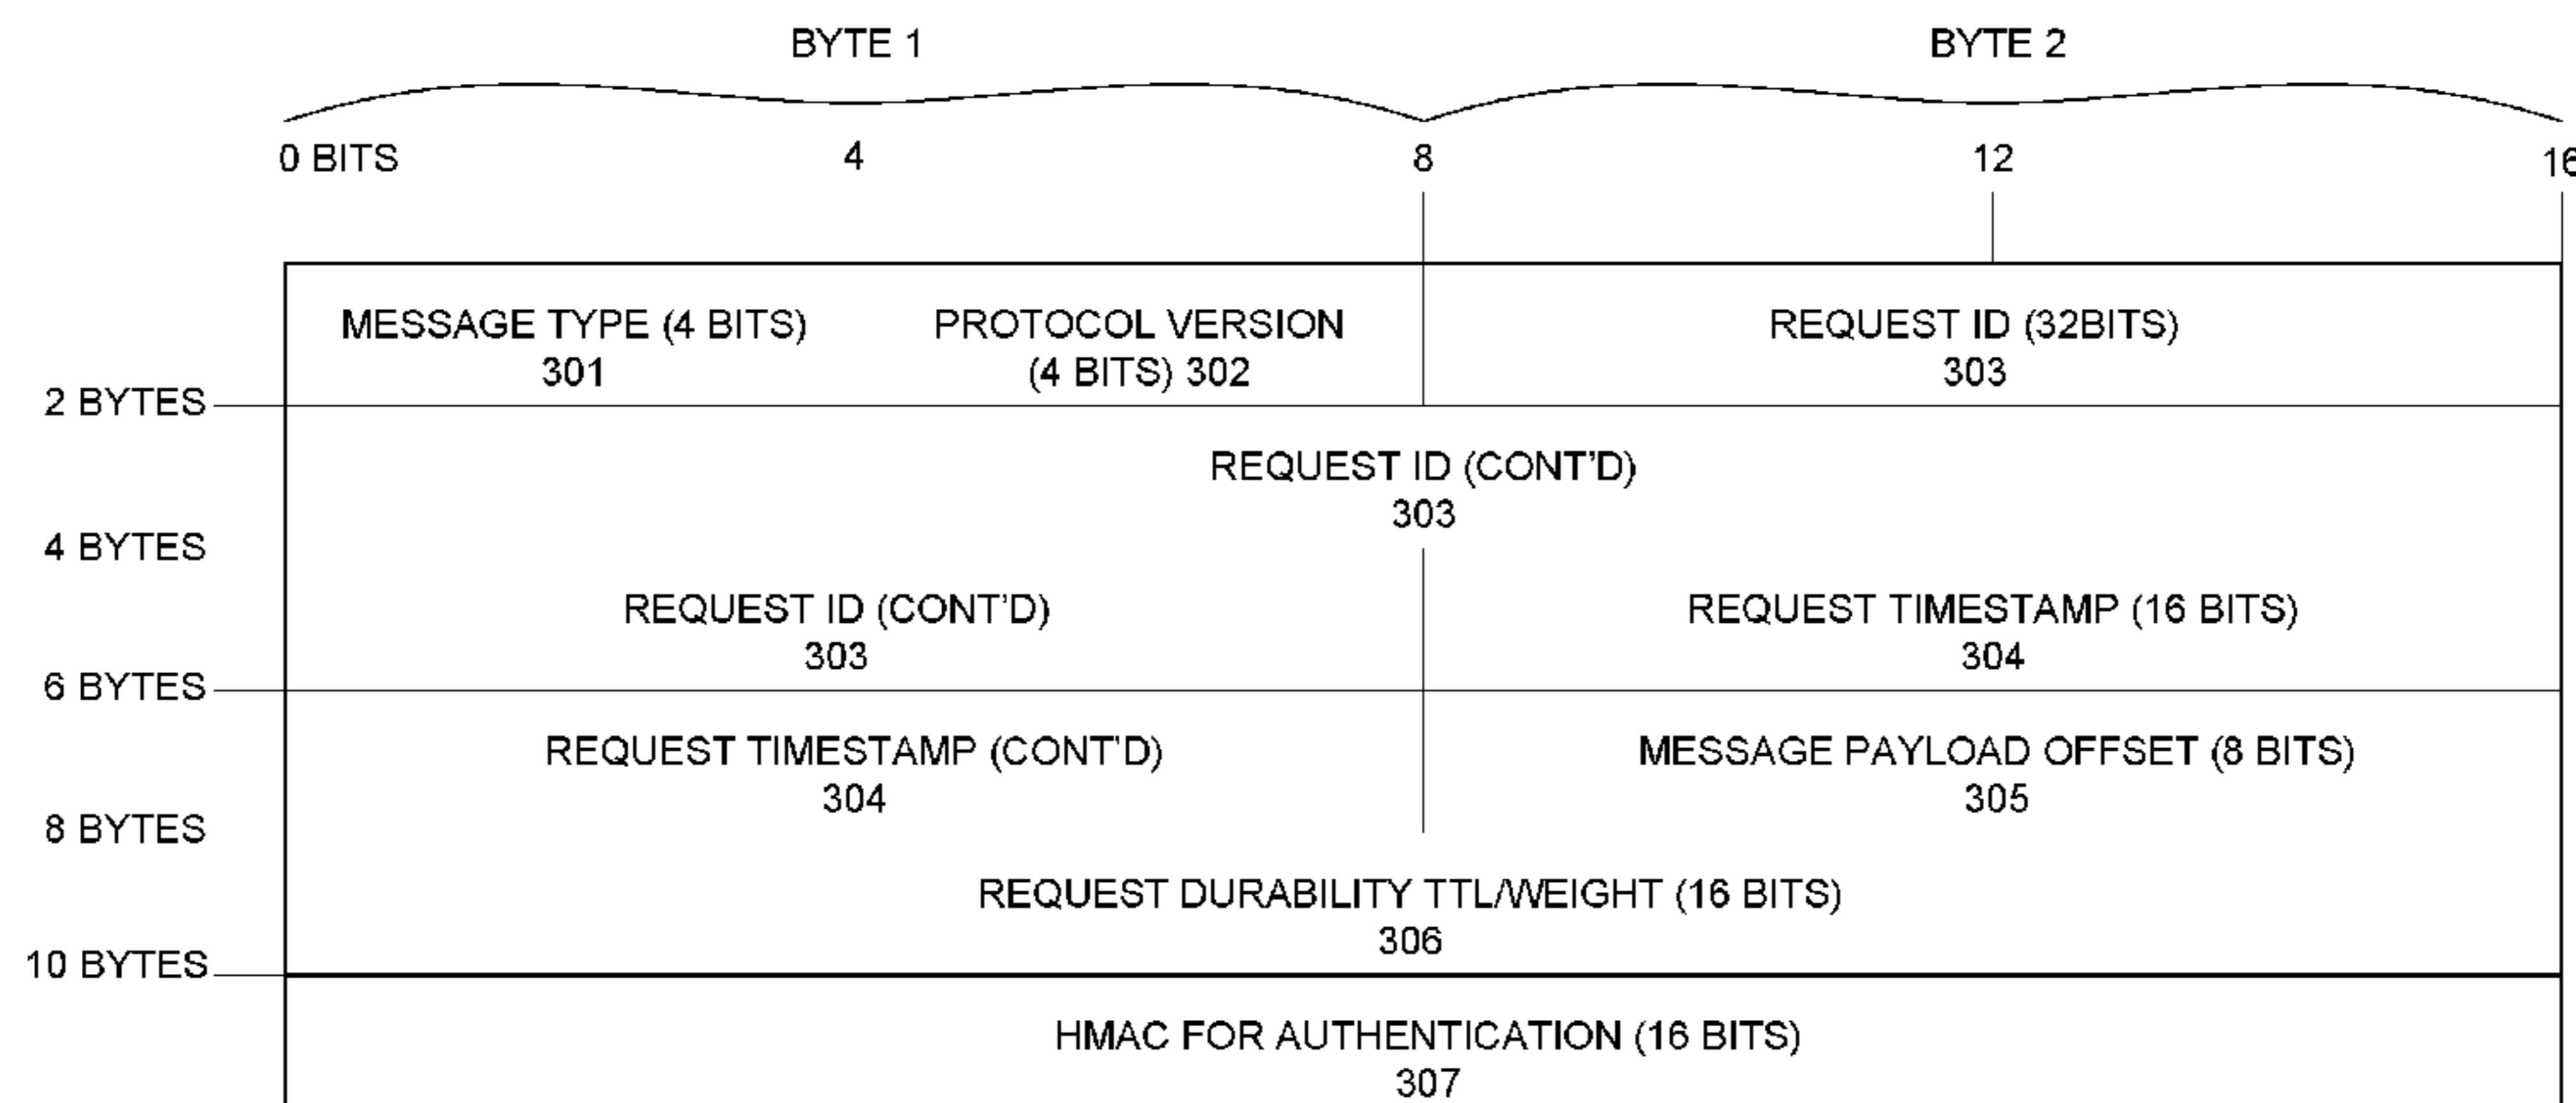 BYTE 1 BYTE 2
0 BITS 4 8 12 16
MESSAGE TYPE (4 BITS) PROTOCOL VERSION REQUEST ID (32BITS)
301 (4 BITS) 302 303
2 BYTES
REQUEST ID (CONT'D)
303
4 BYTES
REQUEST ID (CONT'D) REQUEST TIMESTAMP (16 BITS)
303 304
6 BYTES
REQUEST TIMESTAMP (CONT'D) MESSAGE PAYLOAD OFFSET (8 BITS)
304 305
8 BYTES
REQUEST DURABILITY TTL/WEIGHT (16 BITS)
306
10 BYTES
HMAC FOR AUTHENTICATION (16 BITS)
307